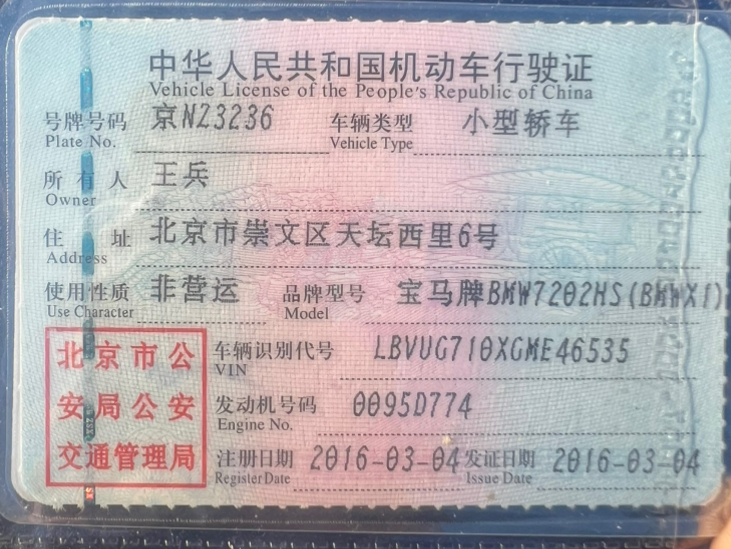 中华人民共和国机动车行驶证
Vehicle License of the People's Republic of China
号牌号码 京NZ3236 车辆类型 小型轿车
Plate No. Vehicle Type
所有人 王兵
Owner
住址 北京市崇文区天坛西里6号
Address
使用性质 非营运 品牌型号 宝马牌BMW7202HS(BMWX1)
Use Character Model
北京市公
安局公安
交通管理局
车辆识别代号 LBVUG710XGME46535
VIN
发动机号码 0095D774
Engine No.
注册日期 2016-03-04 发证日期 2016-03-04
Register Date Issue Date